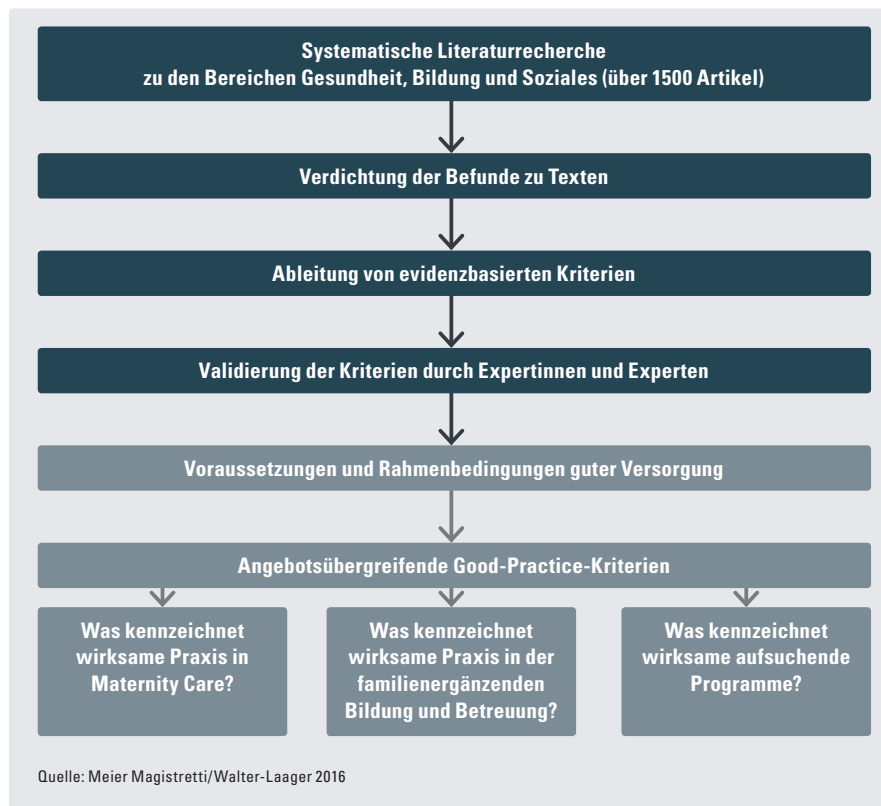 Systematische Literaturrecherche
zu den Bereichen Gesundheit, Bildung und Soziales (über 1500 Artikel)
Verdichtung der Befunde zu Texten
Ableitung von evidenzbasierten Kriterien
Validierung der Kriterien durch Expertinnen und Experten
Voraussetzungen und Rahmenbedingungen guter Versorgung
Angebotsübergreifende Good-Practice-Kriterien
Was kennzeichnet
wirksame Praxis in
Maternity Care?
Was kennzeichnet
wirksame Praxis in der
familienergänzenden
Bildung und Betreuung?
Was kennzeichnet
wirksame aufsuchende
Programme?
Quelle: Meier Magistretti/Walter-Laager 2016